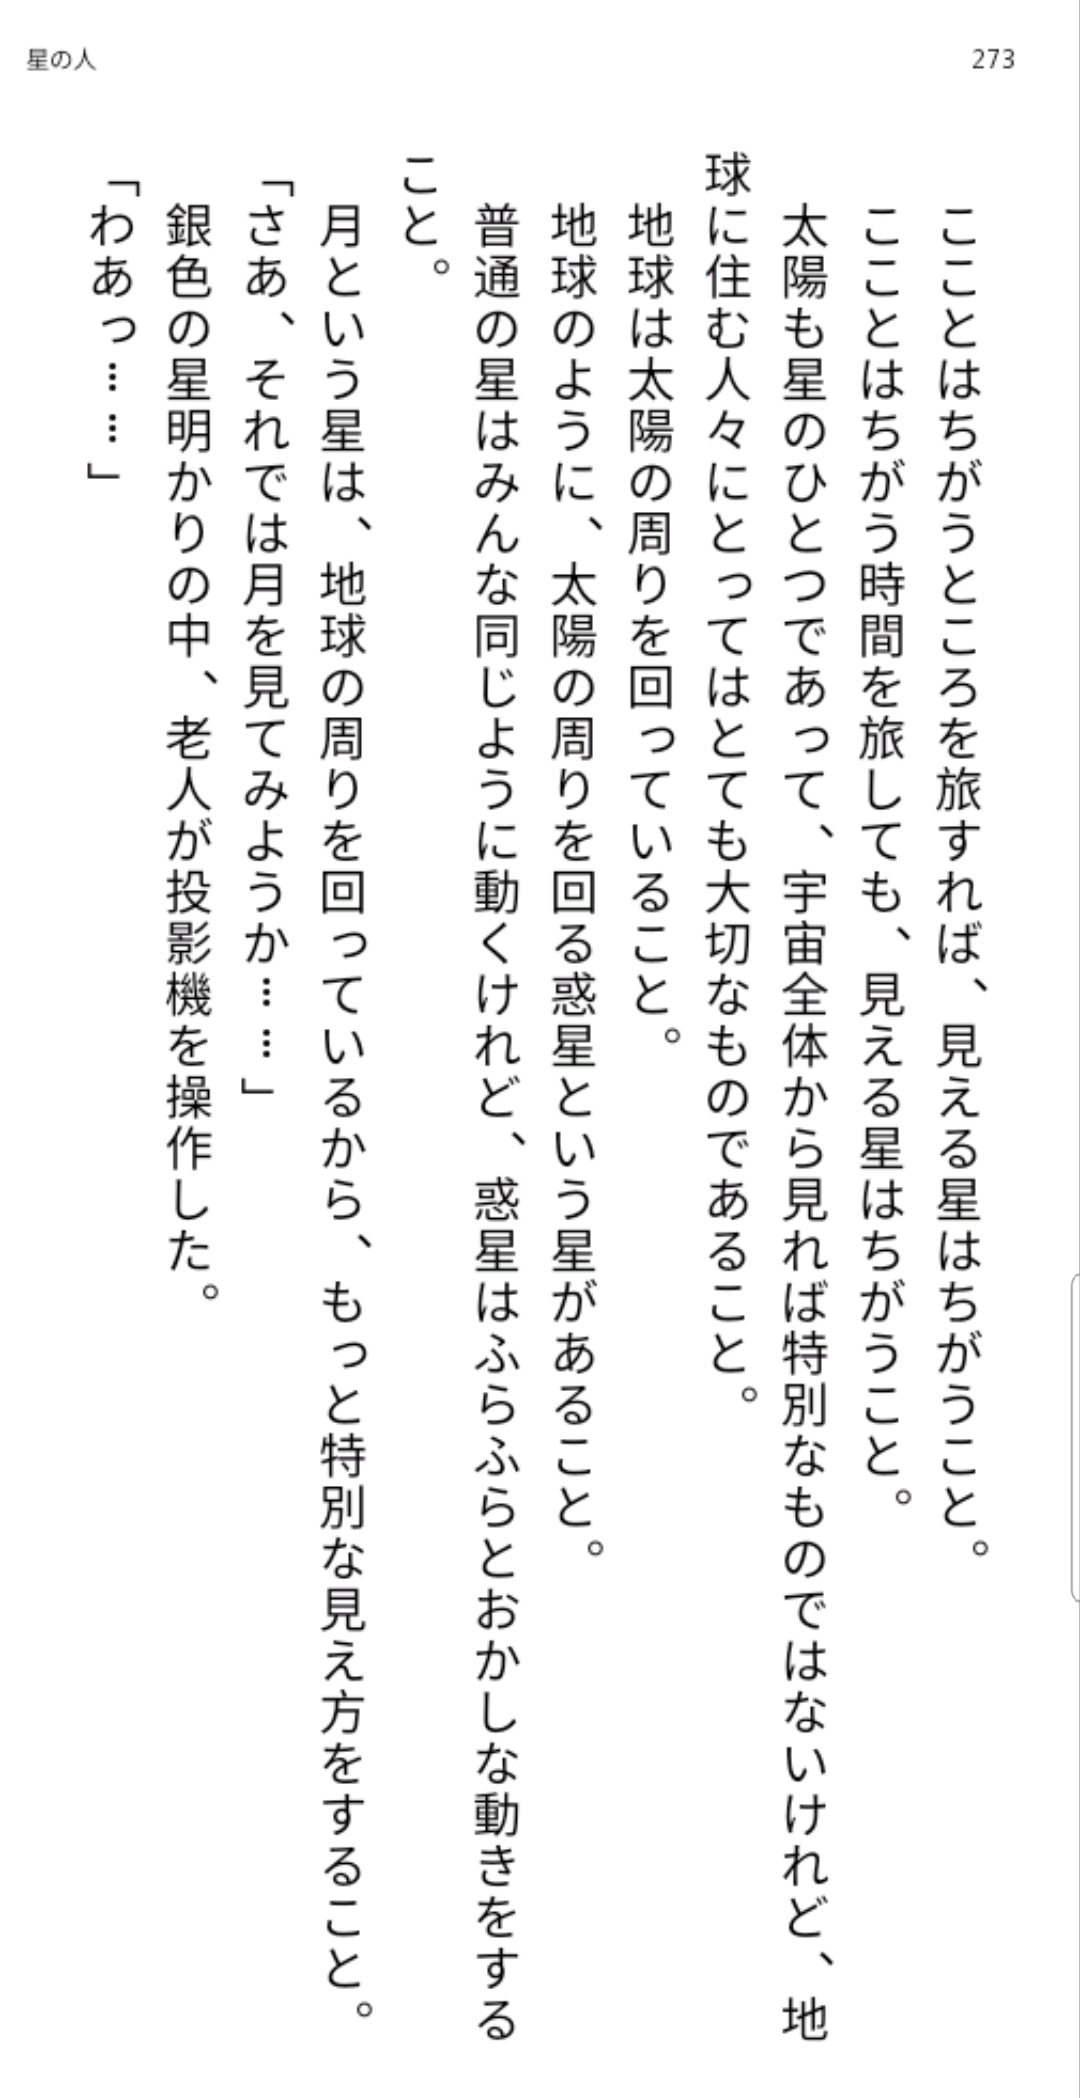 星の人
273
ここことはちがうところを旅すれば、見える星はちがうこと。
こことはちがう時間を旅しても、見える星はちがうこと。
太陽も星のひとつであって、宇宙全体から見れば特別なものではないけれど、地
球に住む人々にとってはとても大切なものであること。
地球は太陽の周りを回っていること。
地球のように、太陽の周りを回る惑星という星があること。
普通の星はみんな同じように動くけれど、惑星はふらふらとおかしな動きをする
こと。
月という星は、地球の周りを回っているから、もっと特別な見え方をすること。
「さあ、それでは月を見てみようか……」
銀色の星明かりの中、老人が投影機を操作した。
「わあっ……」